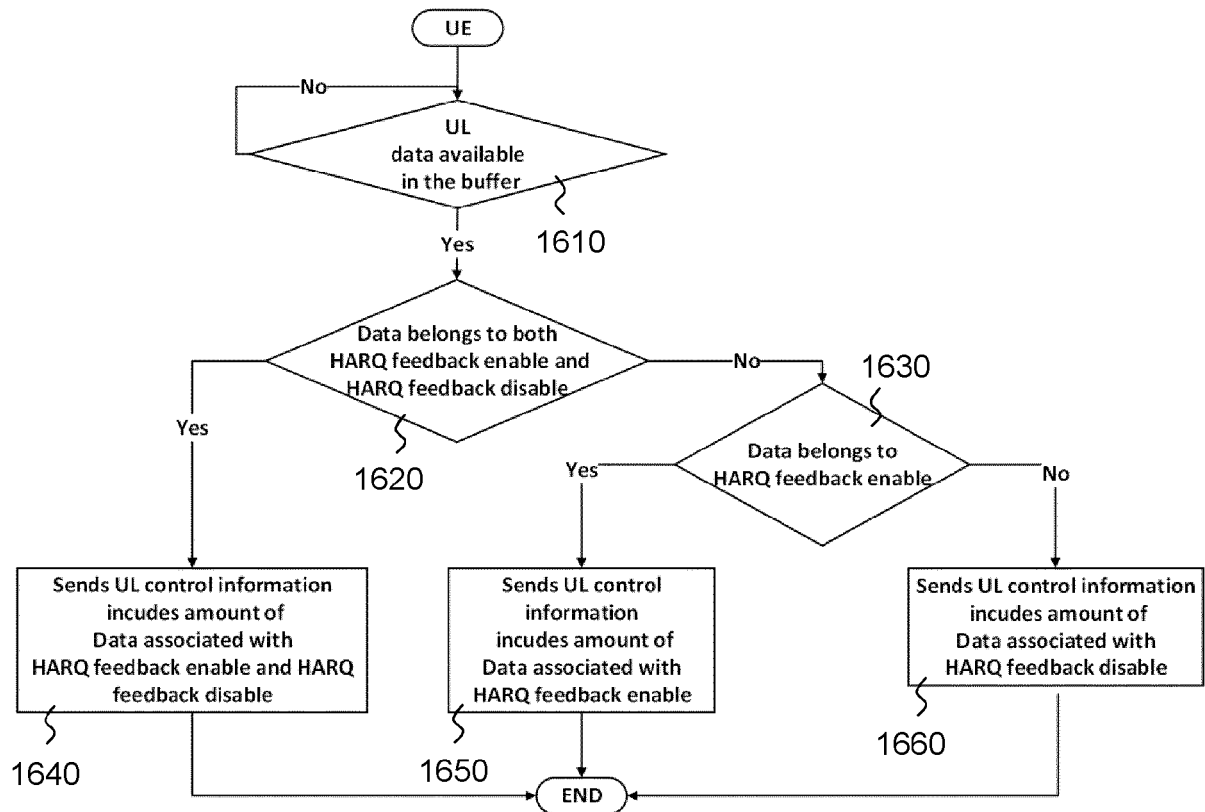 UE
No
UL
data available
in the buffer
1610
Yes
Data belongs to both
HARQ feedback enable and
HARQ feedback disable
1620
No
1630
Yes
Data belongs to
HARQ feedback enable
Yes
No
Sends UL control information
incudes amount of
Data associated with
HARQ feedback enable and HARQ
feedback disable
1640
Sends UL control
information
incudes amount of
Data associated with
HARQ feedback enable
1650
Sends UL control information
incudes amount of
Data associated with
HARQ feedback disable
1660
END